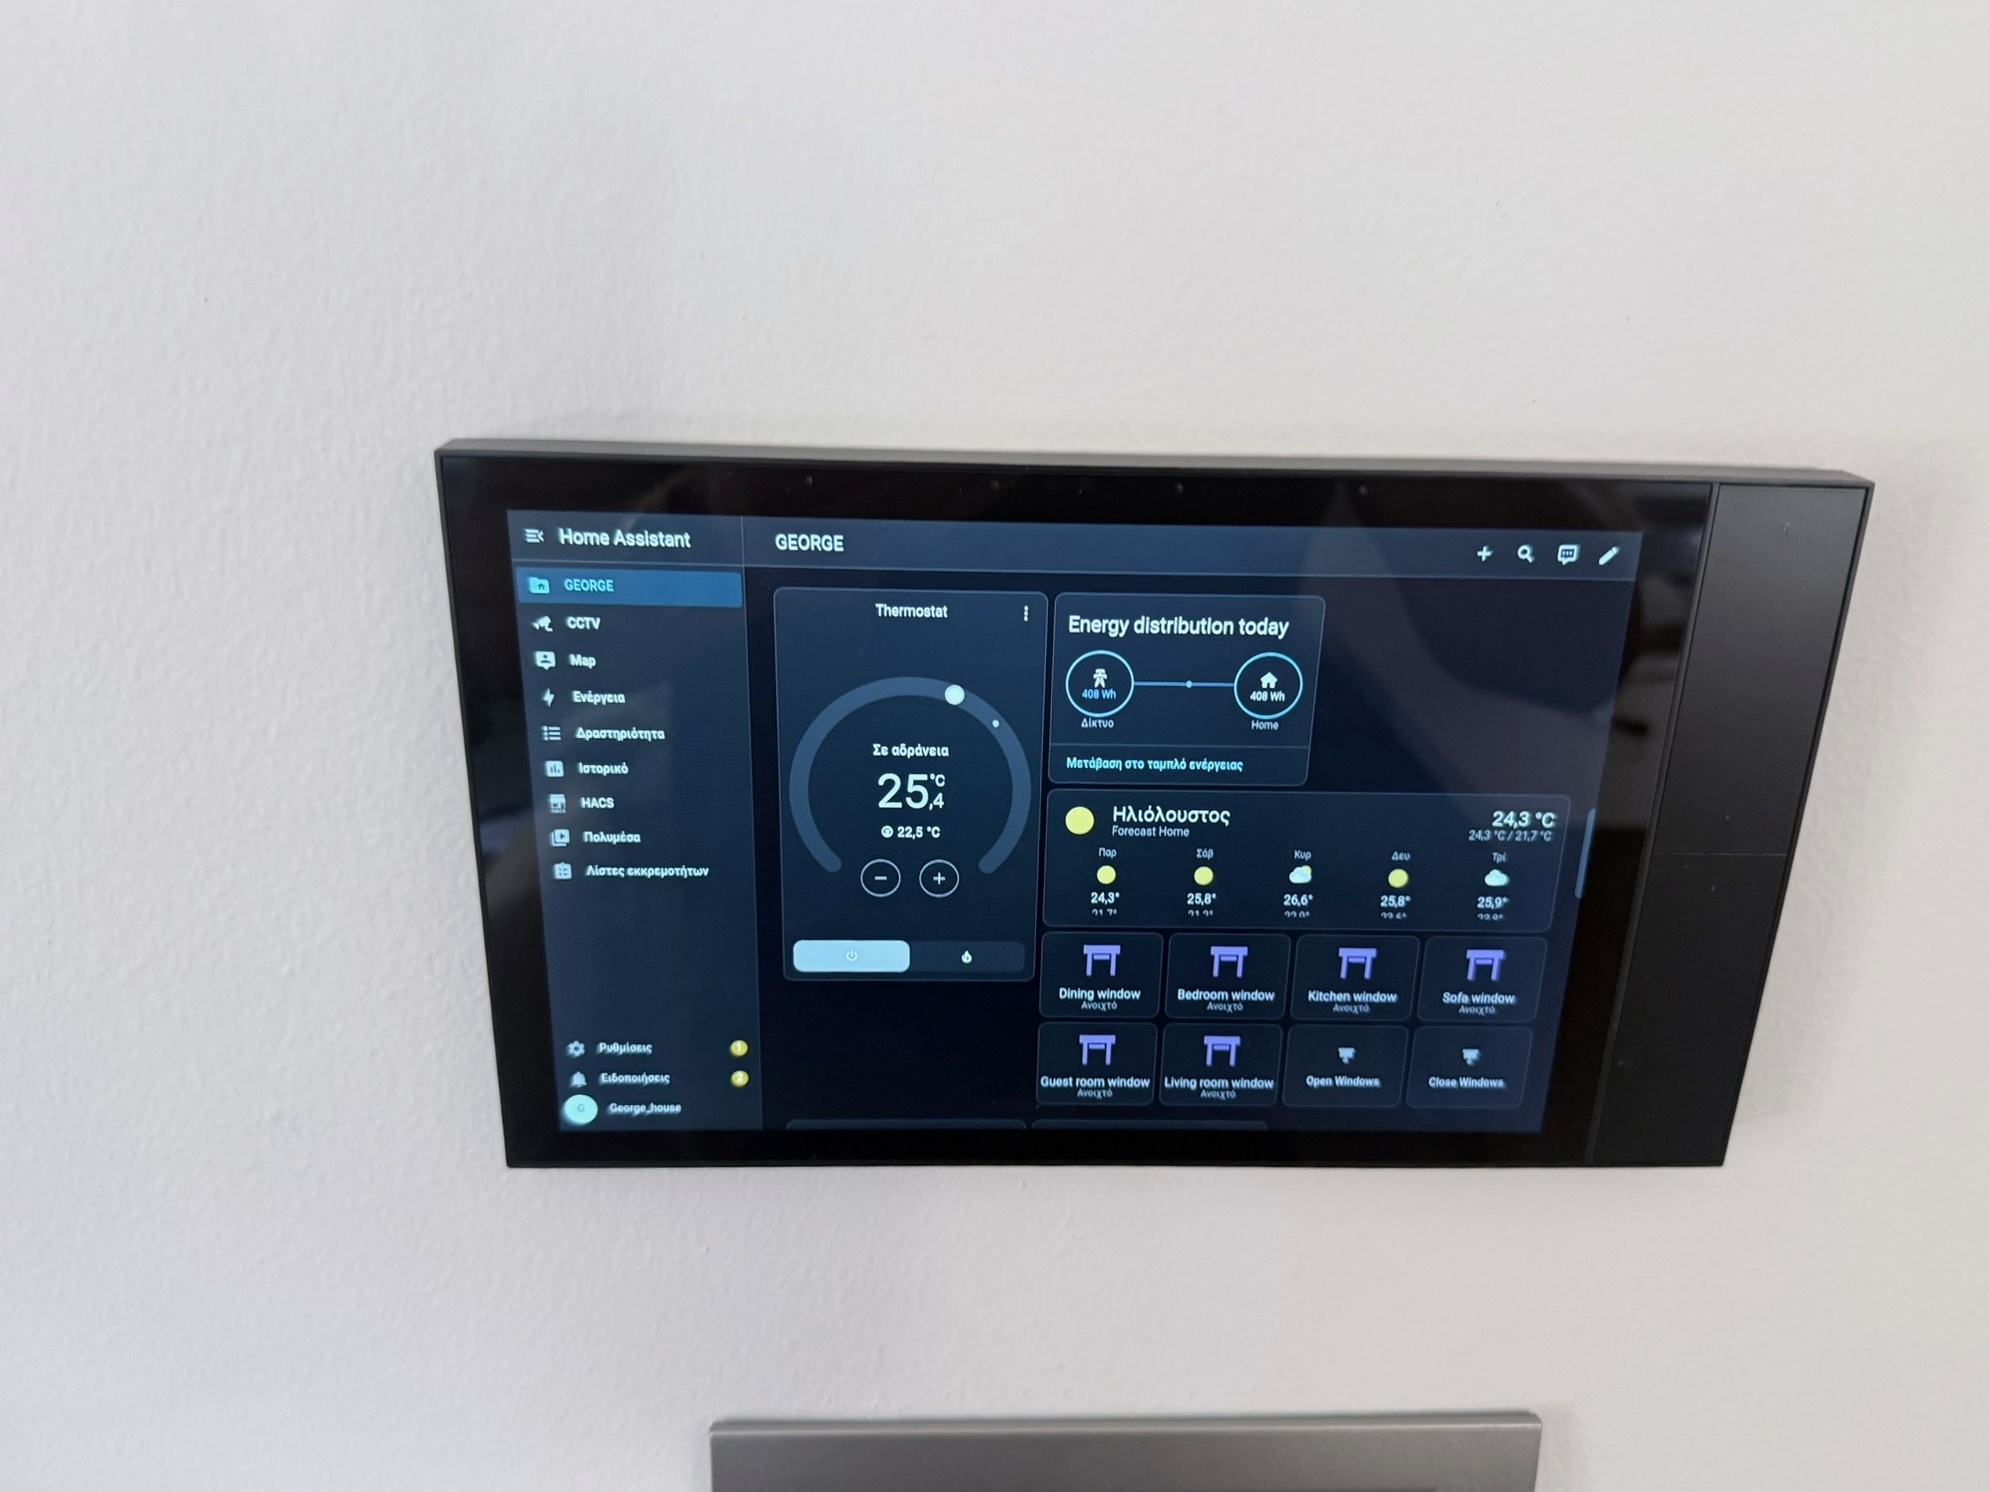 Home Assistant
GEORGE
GEORGE
CCTV
Map
Ενέργεια
Δραστηριότητα
Ιστορικό
HACS
Πολυμέσα
Λίστες εκκρεμοτήτων
Ρυθμίσεις 1
Ειδοποιήσεις 2
G George_house
Thermostat
Σε αδράνεια
25,4 °C
22,5 °C
Energy distribution today
408 Wh
408 Wh
Δίκτυο
Home
Μετάβαση στο ταμπλό ενέργειας
Ηλιόλουστος
Forecast Home
24,3 °C
24,3 °C / 21,7 °C
Παρ Σάβ Κυρ Δευ Τρί
24,3° 25,8° 26,6° 25,8° 25,9°
Dining window
Ανοιχτό
Bedroom window
Ανοιχτό
Kitchen window
Ανοιχτό
Sofa window
Ανοιχτό
Guest room window
Ανοιχτό
Living room window
Ανοιχτό
Open Windows
Close Windows